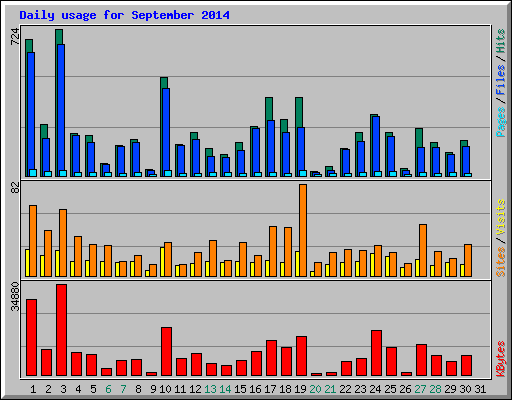 Daily usage for September 2014
724
Pages / Files / Hits
82
Sites / Visits
34880
KBytes
1 2 3 4 5 6 7 8 9 10 11 12 13 14 15 16 17 18 19 20 21 22 23 24 25 26 27 28 29 30 31